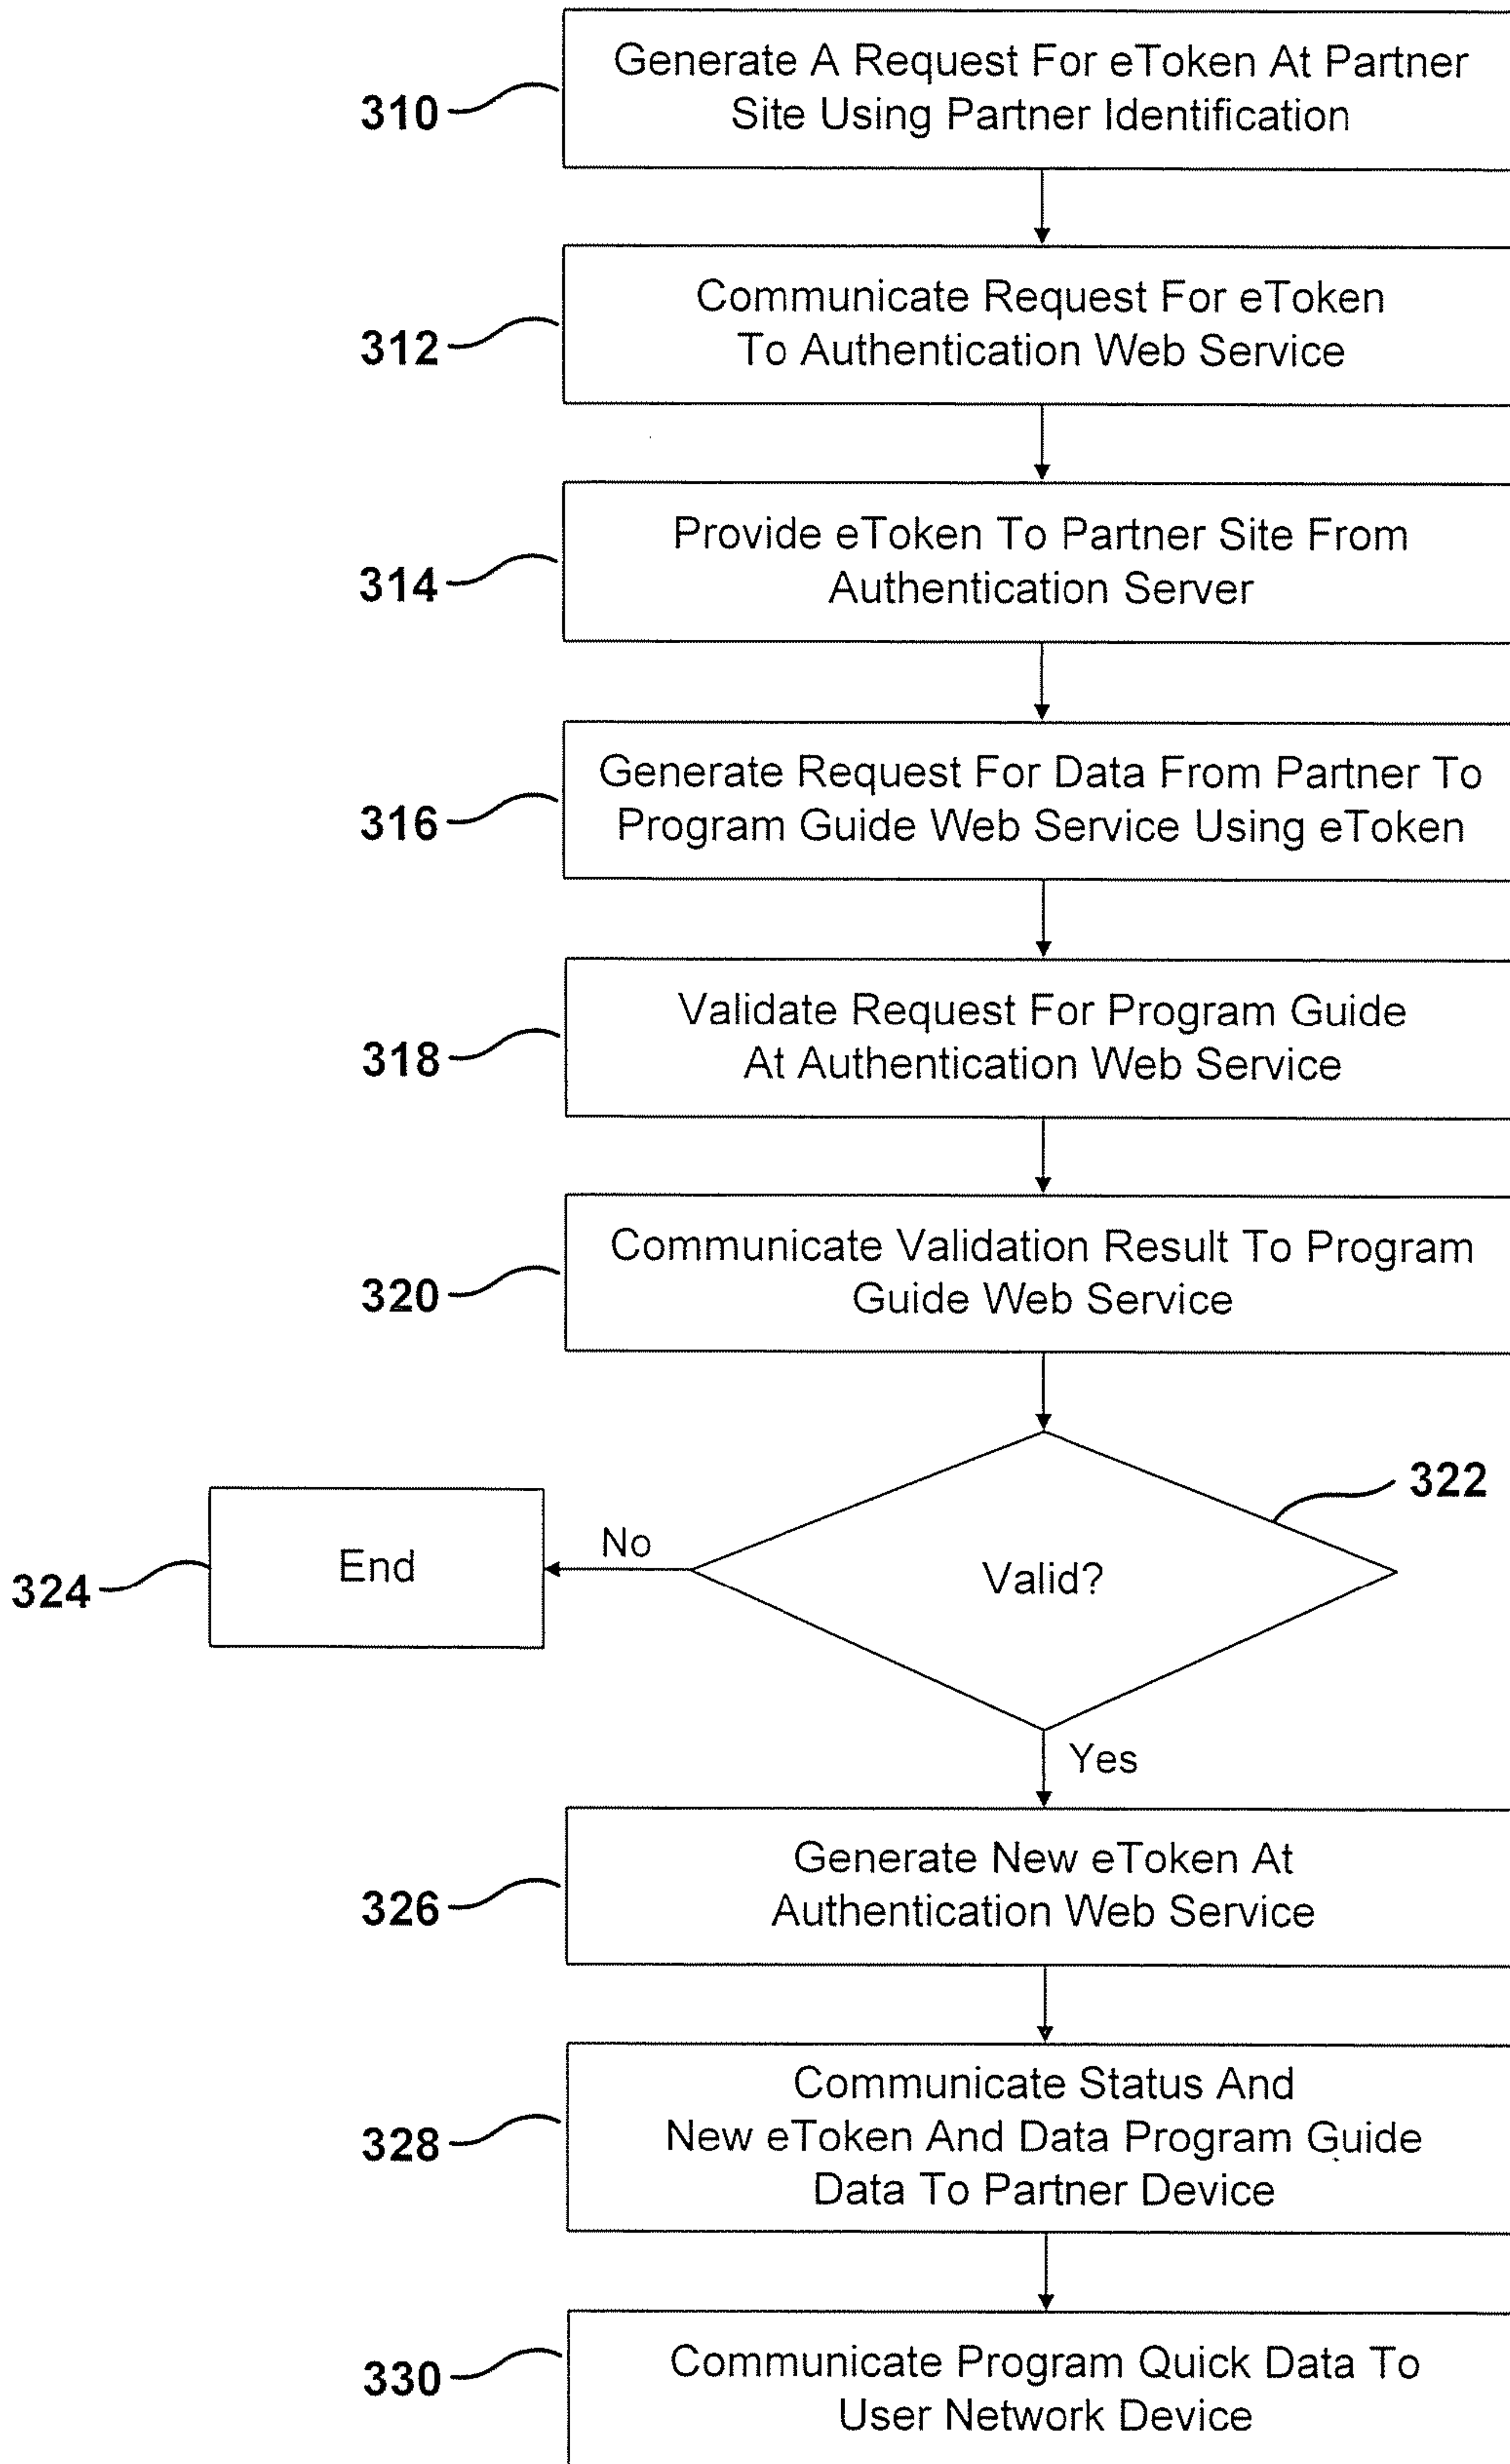 310
Generate A Request For eToken At Partner
Site Using Partner Identification
312
Communicate Request For eToken
To Authentication Web Service
314
Provide eToken To Partner Site From
Authentication Server
316
Generate Request For Data From Partner To
Program Guide Web Service Using eToken
318
Validate Request For Program Guide
At Authentication Web Service
320
Communicate Validation Result To Program
Guide Web Service
322
Valid?
No
End
324
Yes
326
Generate New eToken At
Authentication Web Service
328
Communicate Status And
New eToken And Data Program Guide
Data To Partner Device
330
Communicate Program Quick Data To
User Network Device